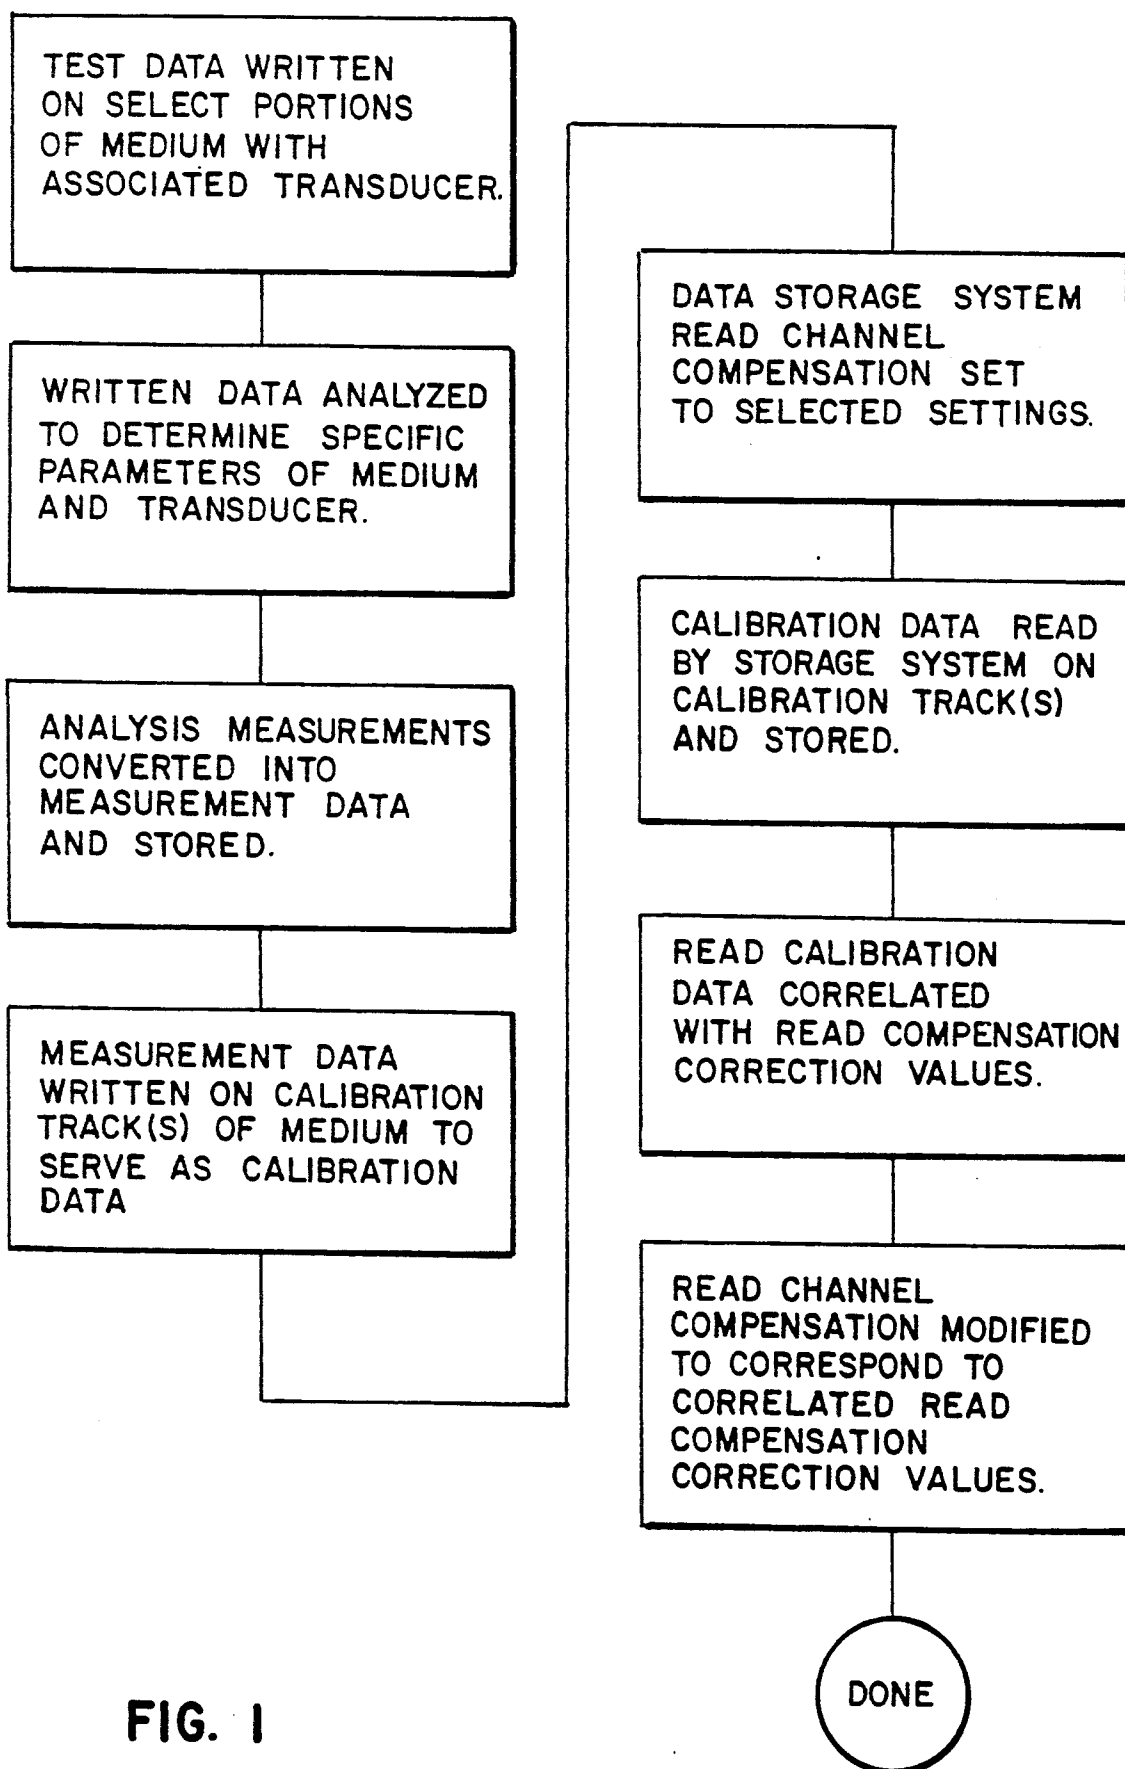 TEST DATA WRITTEN
ON SELECT PORTIONS
OF MEDIUM WITH
ASSOCIATED TRANSDUCER.
WRITTEN DATA ANALYZED
TO DETERMINE SPECIFIC
PARAMETERS OF MEDIUM
AND TRANSDUCER.
ANALYSIS MEASUREMENTS
CONVERTED INTO
MEASUREMENT DATA
AND STORED.
MEASUREMENT DATA
WRITTEN ON CALIBRATION
TRACK(S) OF MEDIUM TO
SERVE AS CALIBRATION
DATA
DATA STORAGE SYSTEM
READ CHANNEL
COMPENSATION SET
TO SELECTED SETTINGS.
CALIBRATION DATA READ
BY STORAGE SYSTEM ON
CALIBRATION TRACK(S)
AND STORED.
READ CALIBRATION
DATA CORRELATED
WITH READ COMPENSATION
CORRECTION VALUES.
READ CHANNEL
COMPENSATION MODIFIED
TO CORRESPOND TO
CORRELATED READ
COMPENSATION
CORRECTION VALUES.
DONE
FIG. 1